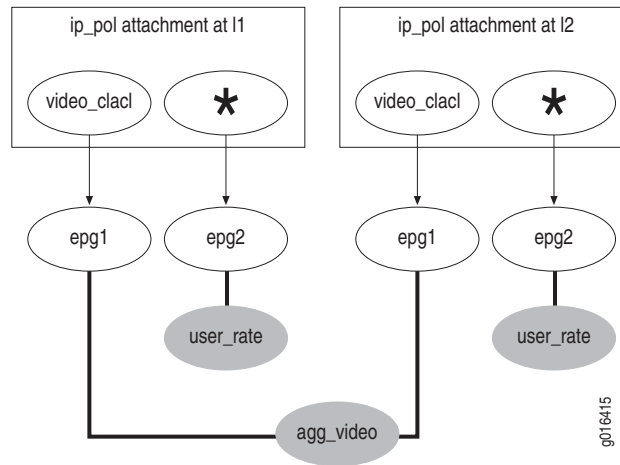 ip_pol attachment at l1
ip_pol attachment at l2
video_clacl
*
video_clacl
*
epg1
epg2
epg1
epg2
user_rate
user_rate
agg_video
g016415